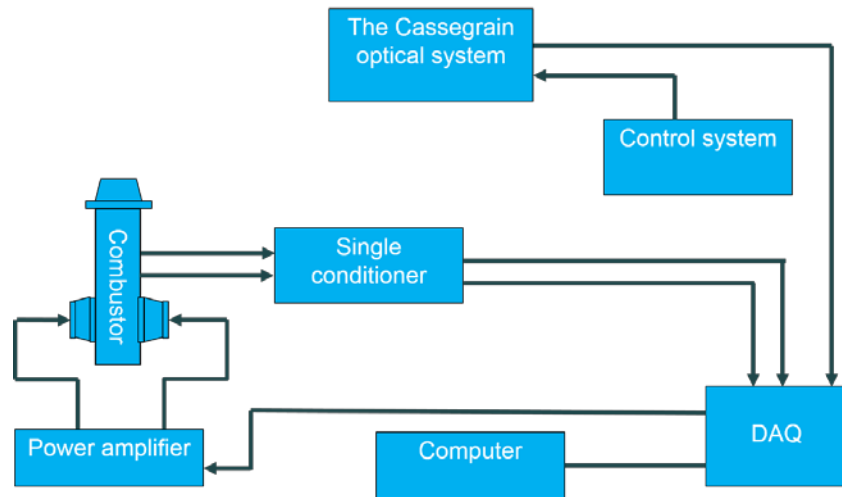 The Cassegrain
optical system
Control system
Combustor
Single
conditioner
Power amplifier
Computer
DAQ